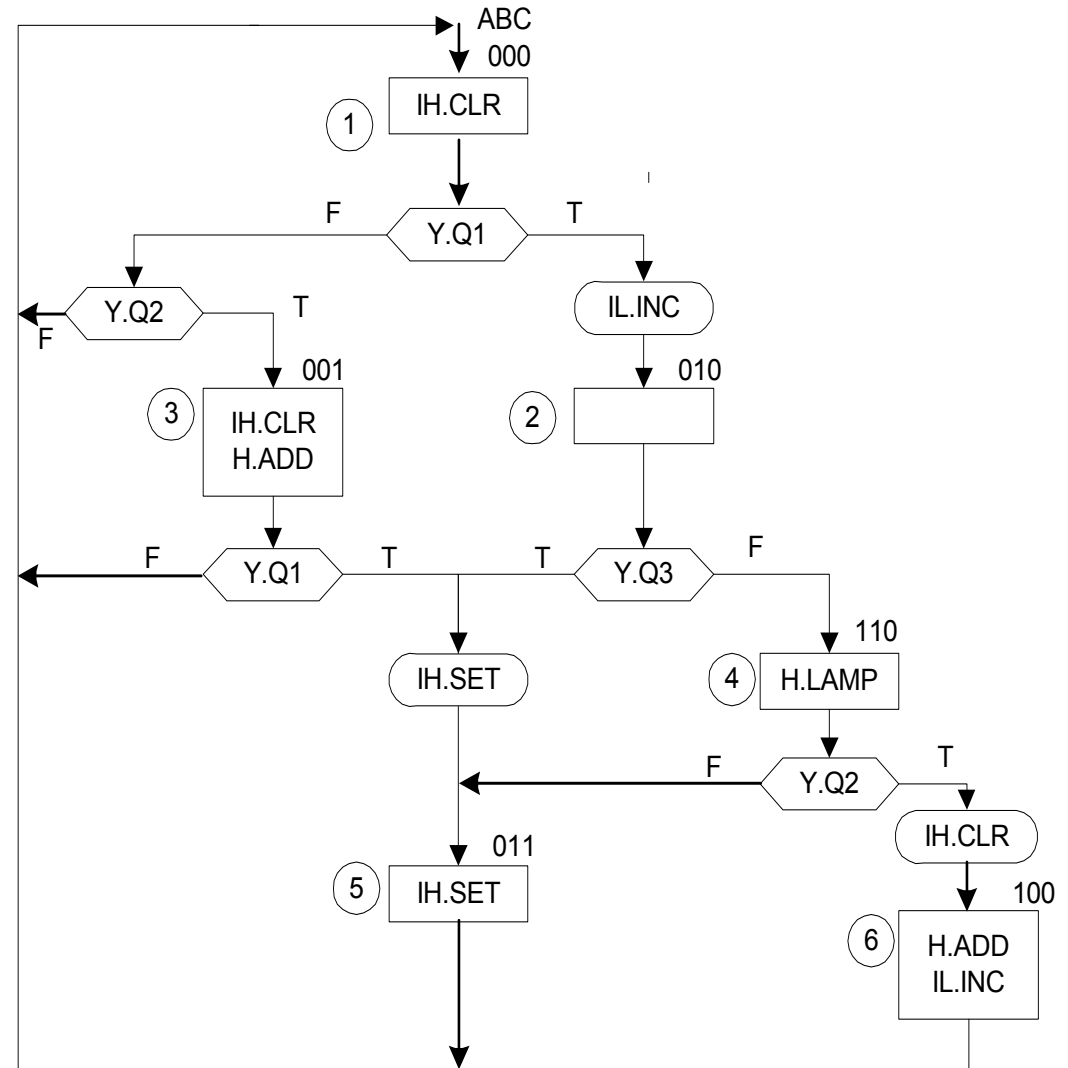 ABC
000
IH.CLR
1
F
T
Y.Q1
Y.Q2
T
F
IL.INC
001
010
3
IH.CLR
H.ADD
2
F
Y.Q1
T
T
Y.Q3
F
110
IH.SET
4
H.LAMP
F
Y.Q2
T
IH.CLR
011
5
IH.SET
100
6
H.ADD
IL.INC